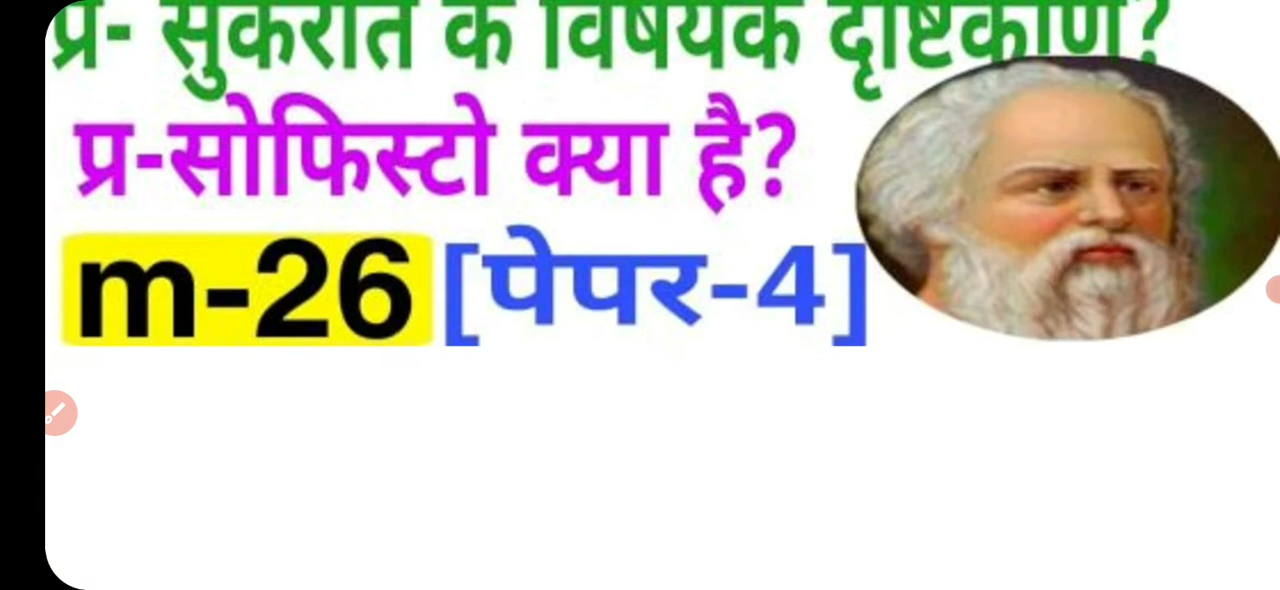 प्र- सुकरात के विषयक दृष्टिकोण?
प्र-सोफिस्टो क्या है?
m-26 [पेपर-4]